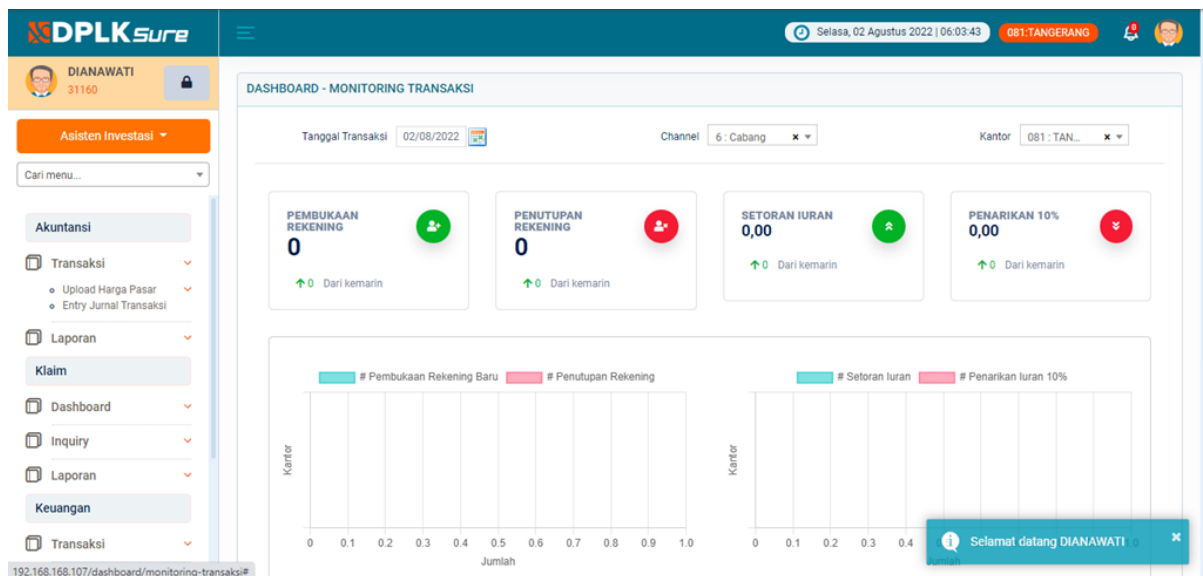 DPLK Sure
Selasa, 02 Agustus 2022 | 06:03:43
081:TANGERANG
0
DIANAWATI
31160
Asisten Investasi
Cari menu...
Akuntansi
Transaksi
Upload Harga Pasar
Entry Jurnal Transaksi
Laporan
Klaim
Dashboard
Inquiry
Laporan
Keuangan
Transaksi
192.168.168.107/dashboard/monitoring-transaksi#
DASHBOARD - MONITORING TRANSAKSI
Tanggal Transaksi 02/08/2022
Channel 6 : Cabang x
Kantor 081 : TAN... x
PEMBUKAAN
REKENING
0
0 Dari kemarin
PENUTUPAN
REKENING
0
0 Dari kemarin
SETORAN IURAN
0,00
0 Dari kemarin
PENARIKAN 10%
0,00
0 Dari kemarin
# Pembukaan Rekening Baru # Penutupan Rekening
Kantor
0 0.1 0.2 0.3 0.4 0.5 0.6 0.7 0.8 0.9 1.0
Jumlah
# Setoran Iuran # Penarikan Iuran 10%
Kantor
0 0.1 0.2 0.3 0.4 1.0
Jumlah
Selamat datang DIANAWATI x